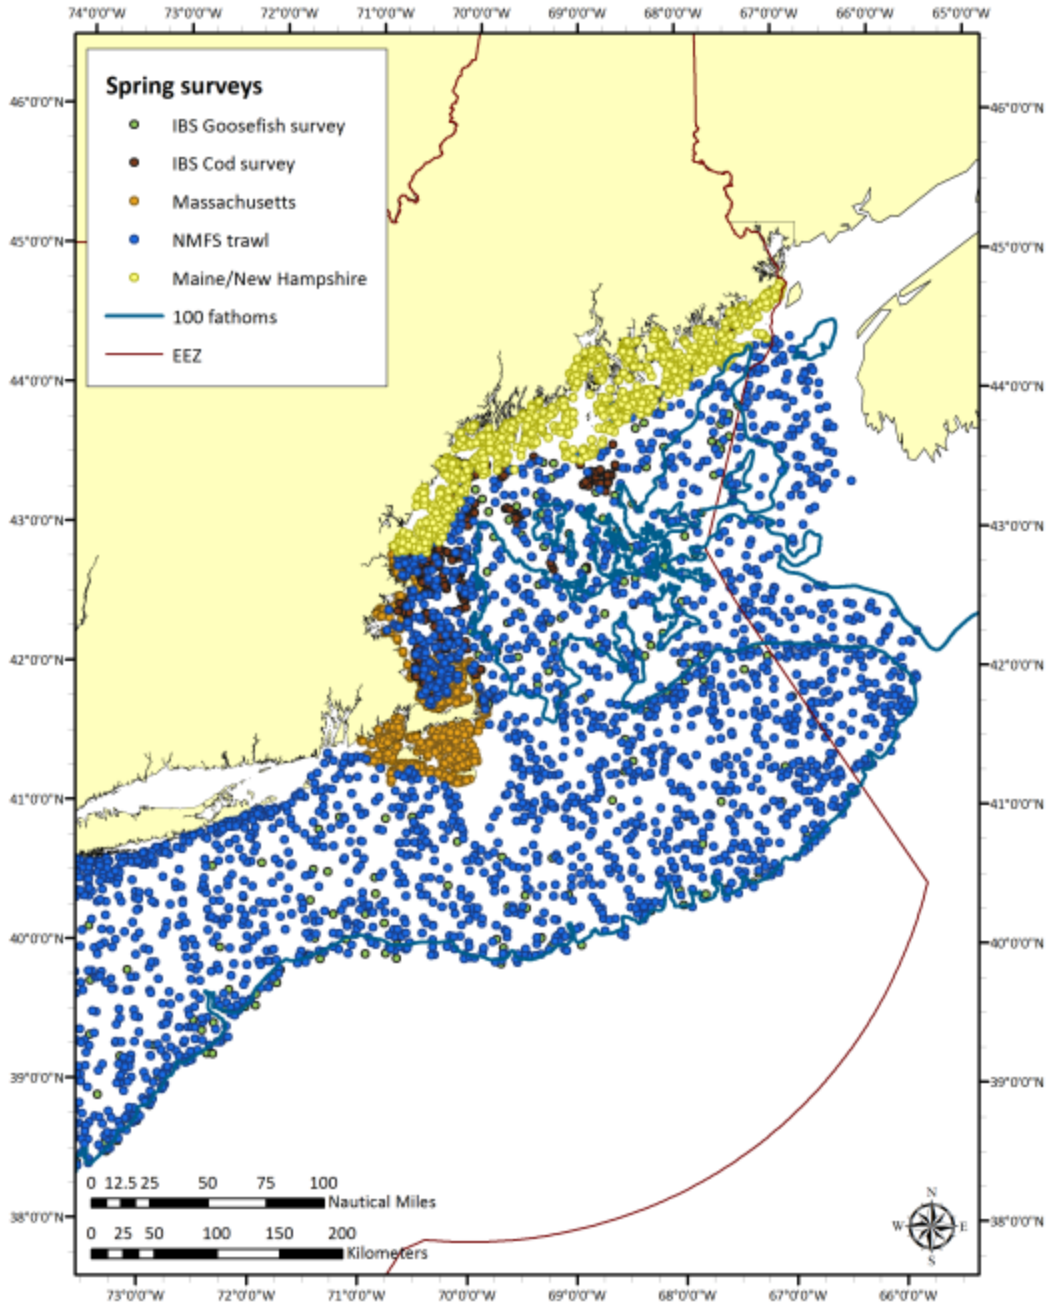 74°0'0"W 73°0'0"W 72°0'0"W 71°0'0"W 70°0'0"W 69°0'0"W 68°0'0"W 67°0'0"W 66°0'0"W 65°0'0"W
Spring surveys
IBS Goosefish survey
IBS Cod survey
Massachusetts
NMFS trawl
Maine/New Hampshire
100 fathoms
EEZ
46°0'0"N 46°0'0"N
45°0'0"N 45°0'0"N
44°0'0"N 44°0'0"N
43°0'0"N 43°0'0"N
42°0'0"N 42°0'0"N
41°0'0"N 41°0'0"N
40°0'0"N 40°0'0"N
39°0'0"N 39°0'0"N
38°0'0"N 38°0'0"N
0 12.5 25 50 75 100
Nautical Miles
0 25 50 100 150 200
Kilometers
N
W E
S
73°0'0"W 72°0'0"W 71°0'0"W 70°0'0"W 69°0'0"W 68°0'0"W 67°0'0"W 66°0'0"W